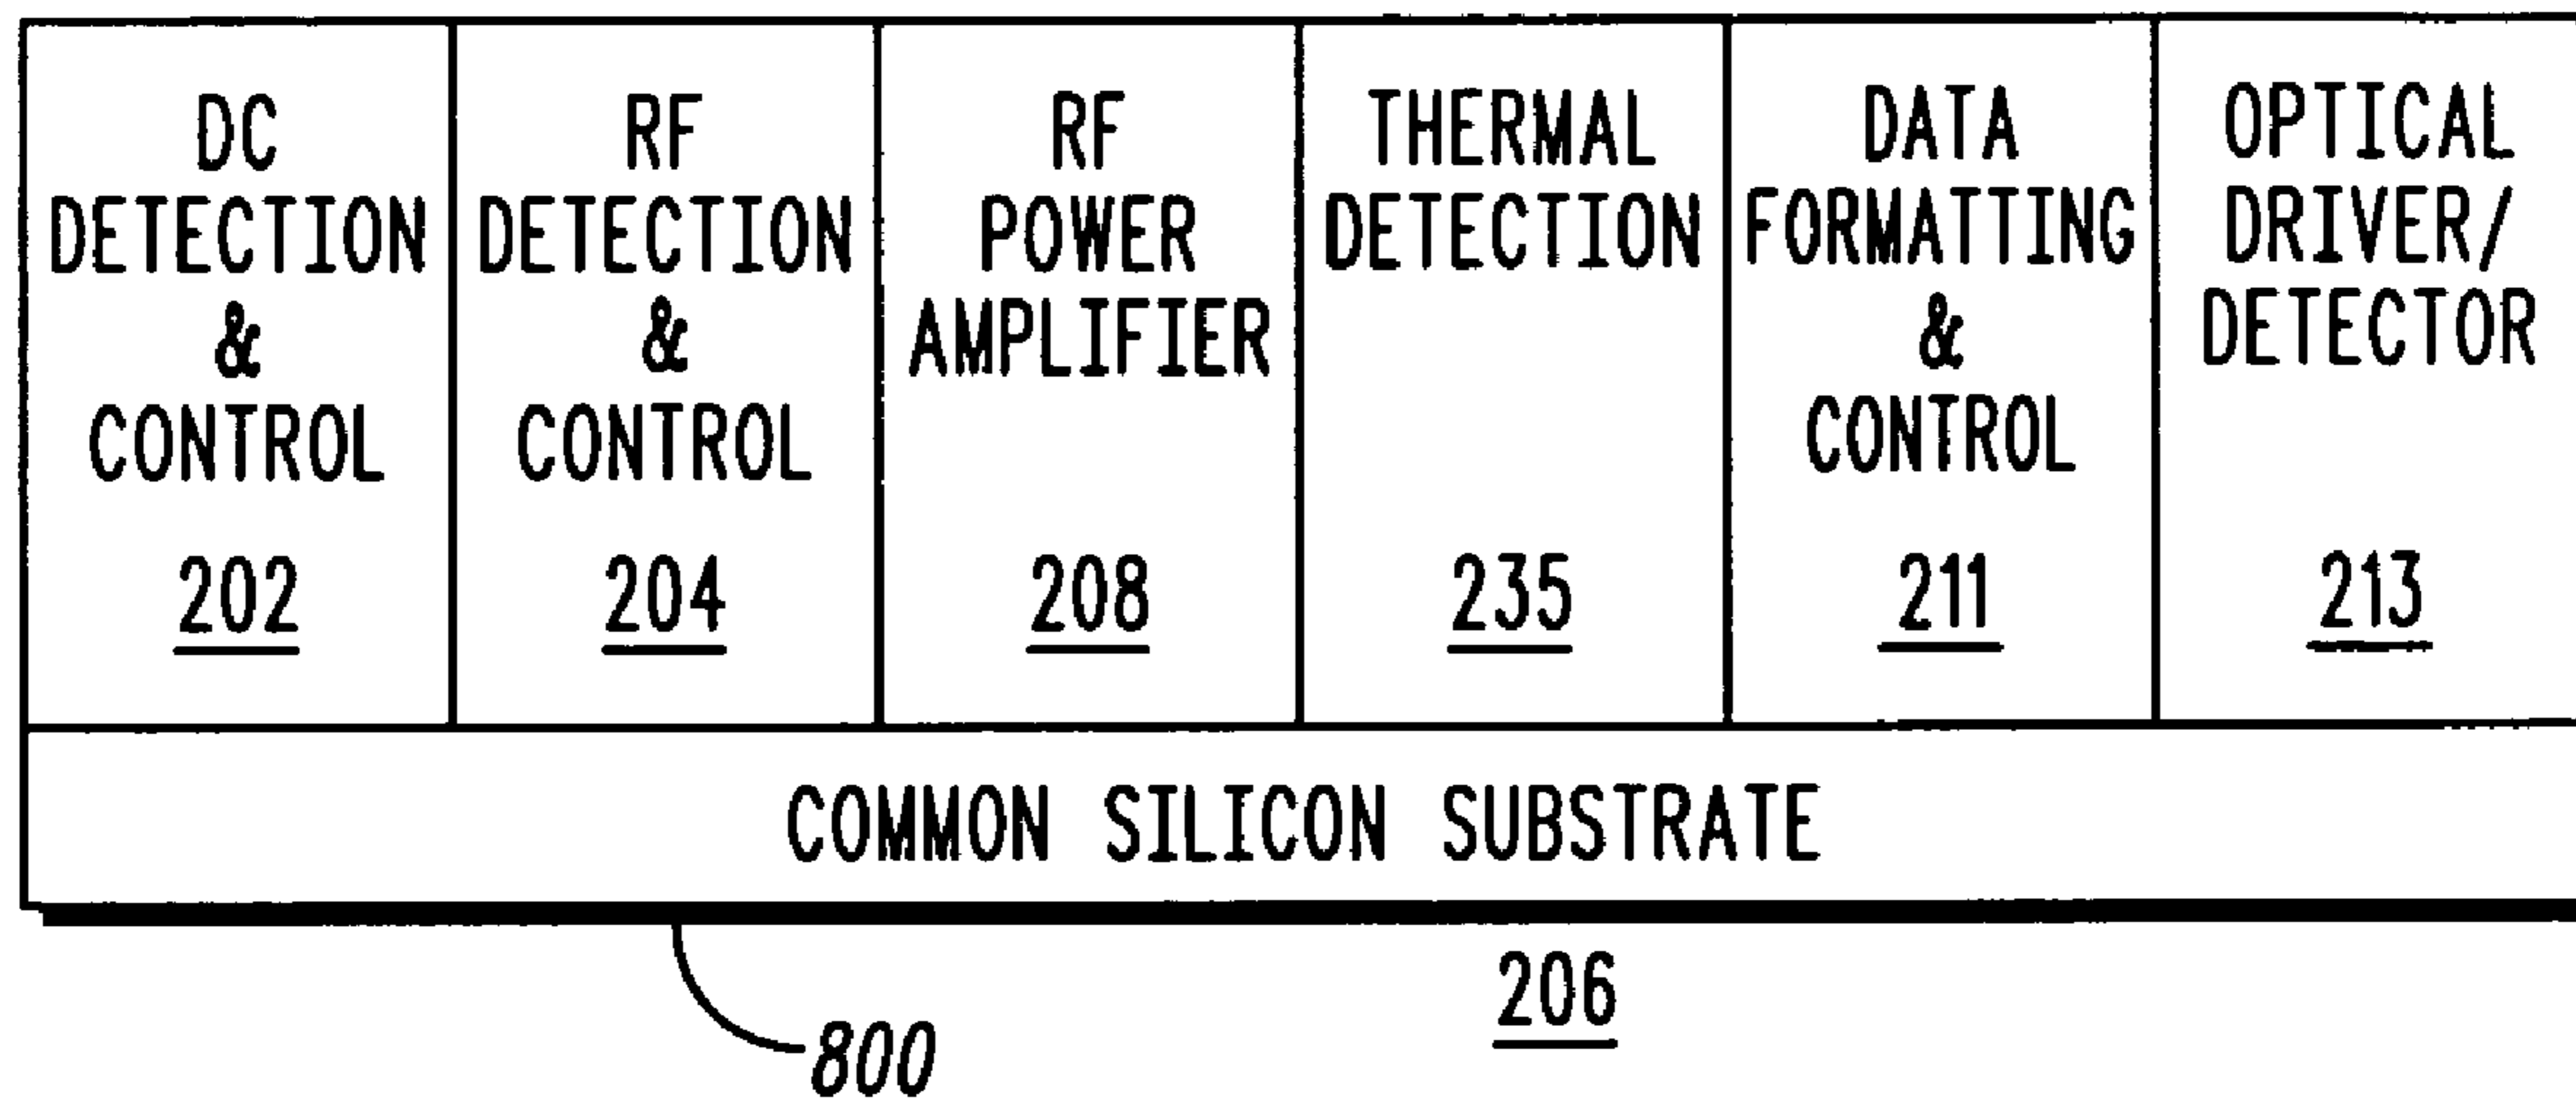 DC
DETECTION
&
CONTROL
202
RF
DETECTION
&
CONTROL
204
RF
POWER
AMPLIFIER
208
THERMAL
DETECTION
235
DATA
FORMATTING
&
CONTROL
211
OPTICAL
DRIVER/
DETECTOR
213
COMMON SILICON SUBSTRATE
206
800